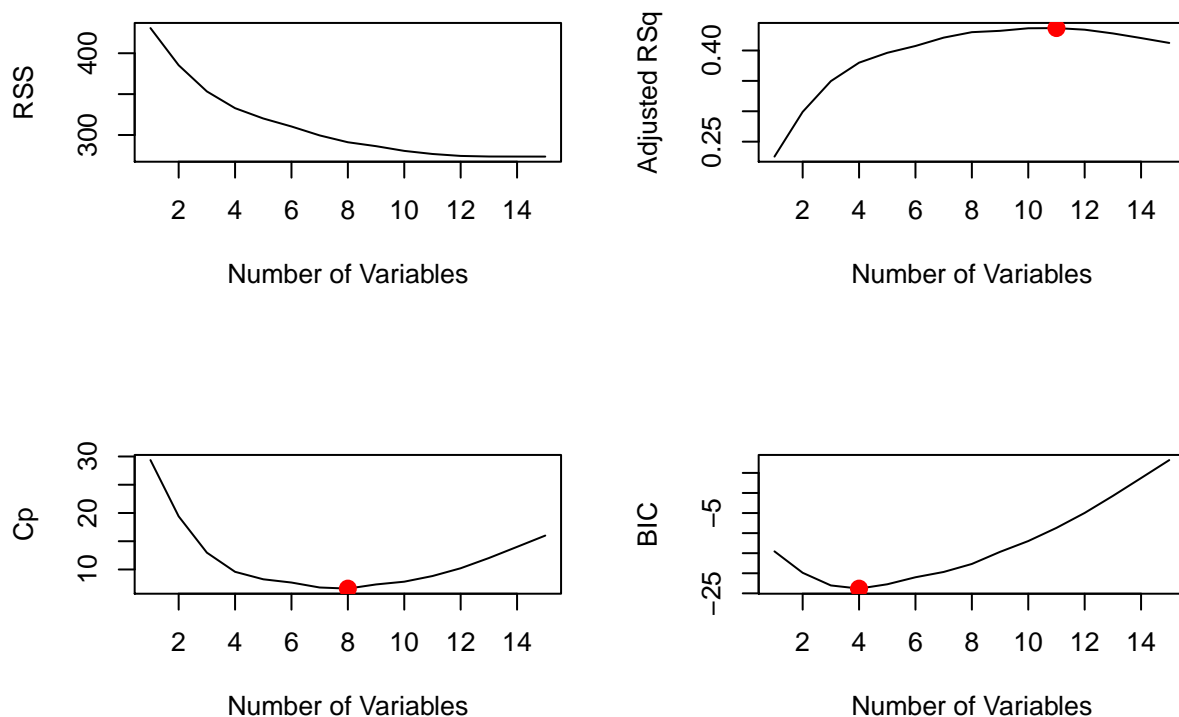 RSS
300
400
2 4 6 8 10 12 14
Number of Variables
Adjusted RSq
0.25
0.40
2 4 6 8 10 12 14
Number of Variables
Cp
10
20
30
2 4 6 8 10 12 14
Number of Variables
BIC
−25
−5
2 4 6 8 10 12 14
Number of Variables